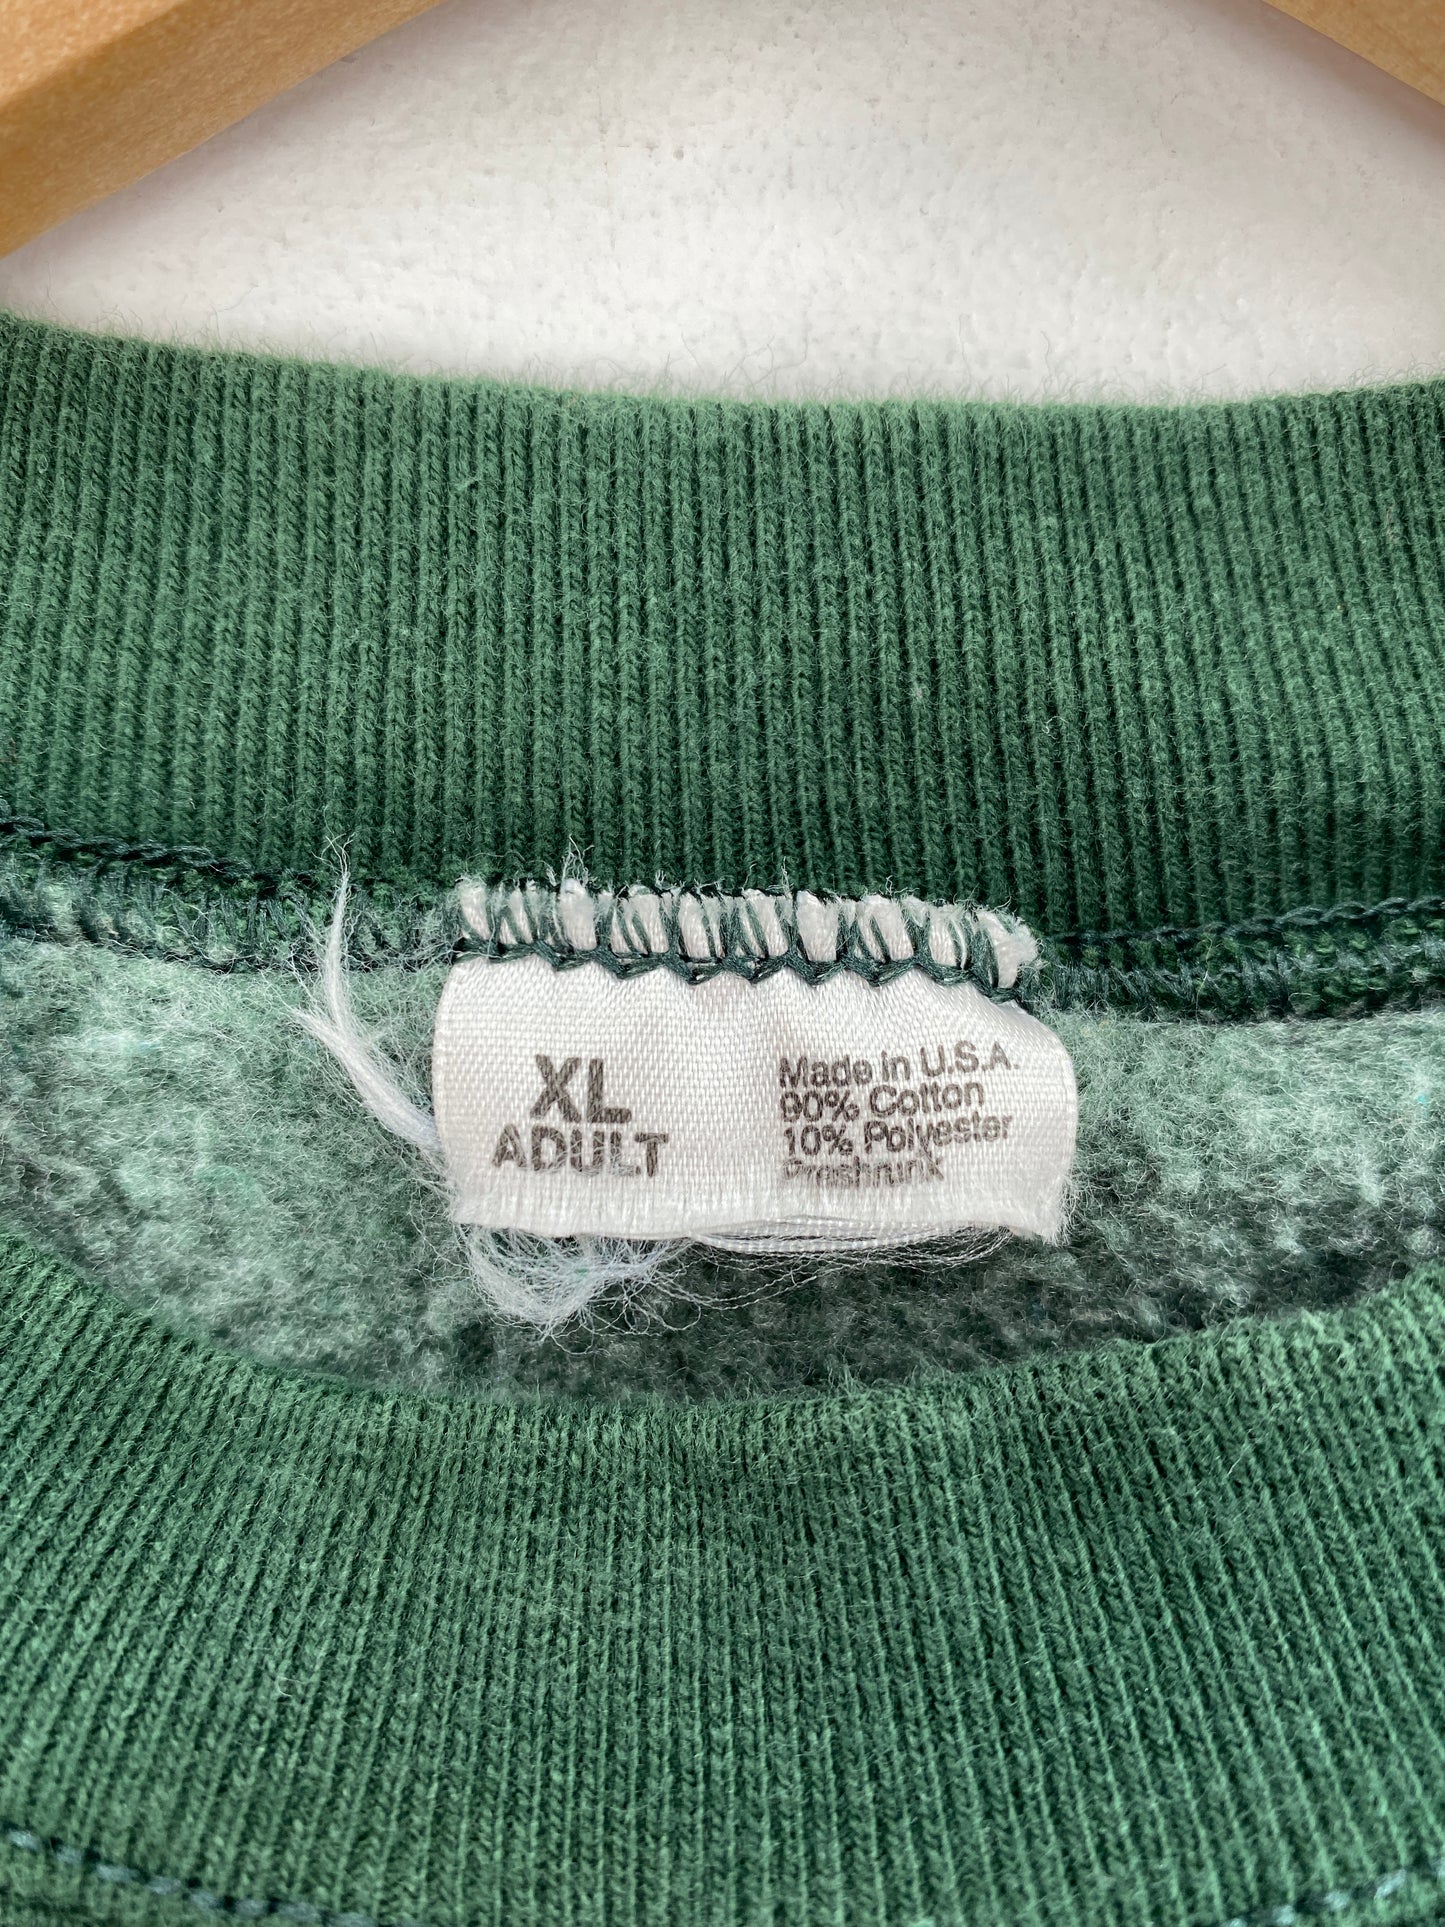 XL
ADULT
Made in U.S.A.
90% Cotton
10% Polyester
Preshrunk